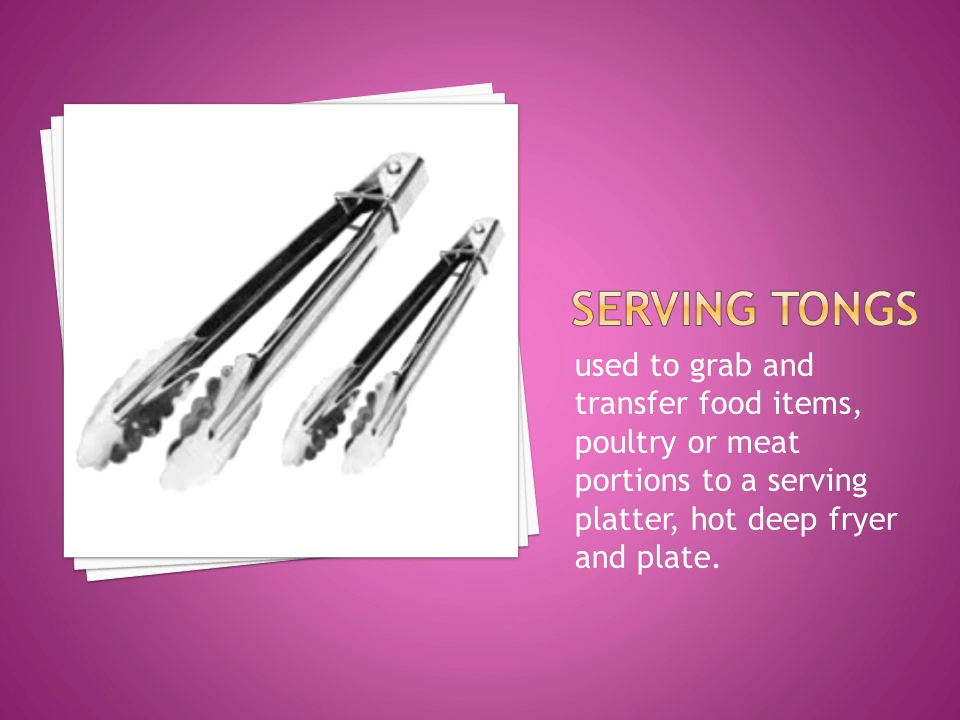 SERVING TONGS
used to grab and
transfer food items,
poultry or meat
portions to a serving
platter, hot deep fryer
and plate.